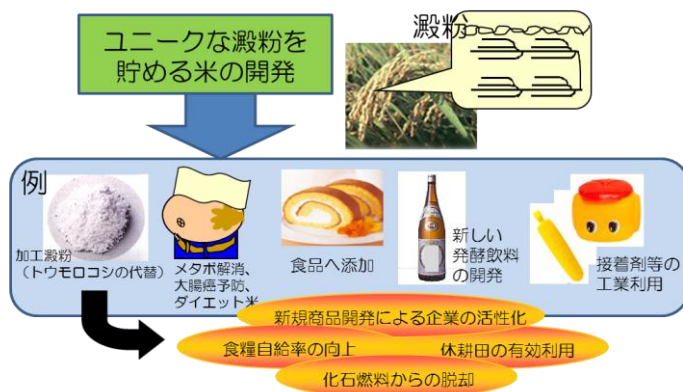 ユニークな澱粉を
貯める米の開発
澱粉
例
加工澱粉
（トウモロコシの代替）
メタボ解消、
大腸癌予防、
ダイエット米
食品へ添加
新しい
発酵飲料
の開発
接着剤等の
工業利用
新規商品開発による企業の活性化
食糧自給率の向上
休耕田の有効利用
化石燃料からの脱却